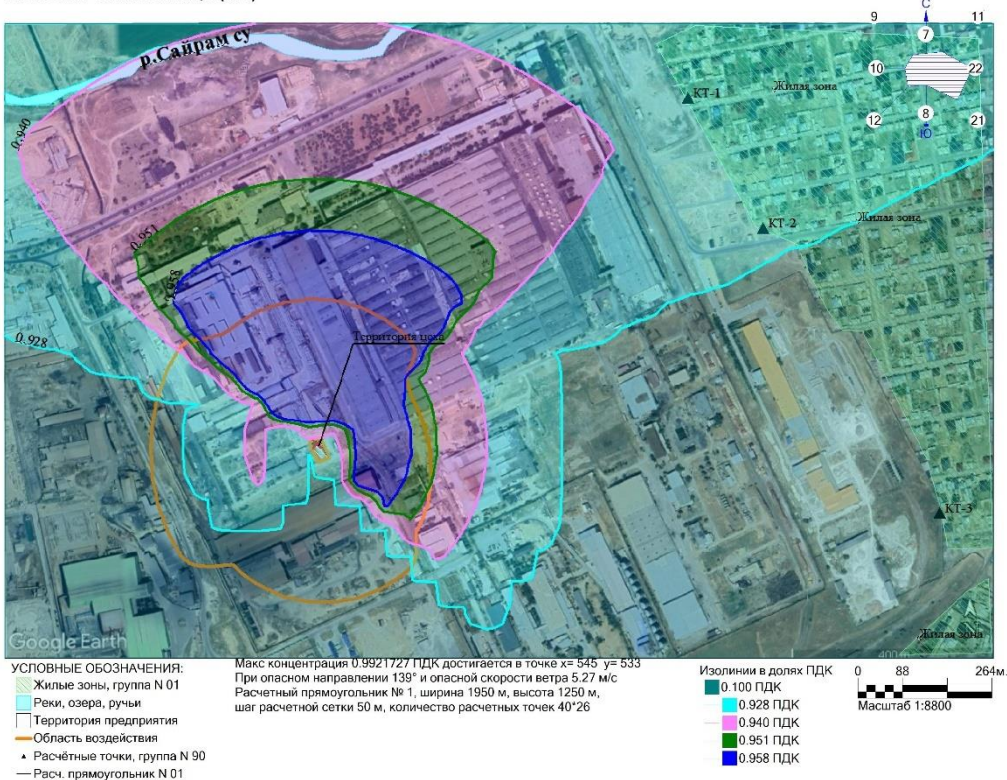 9
С
11
7
10
22
12
8
Ю
21
р.Сайрам су
КТ-1
Жилая зона
0.940
КТ-2
Жилая зона
0.951
0.958
0.928
Территория цеха
КТ-3
Жилая зона
Google Earth
400 m
УСЛОВНЫЕ ОБОЗНАЧЕНИЯ:
Жилые зоны, группа N 01
Реки, озера, ручьи
Территория предприятия
Область воздействия
Расчётные точки, группа N 90
Расч. прямоугольник N 01
Макс концентрация 0.9921727 ПДК достигается в точке x= 545 y= 533
При опасном направлении 139° и опасной скорости ветра 5.27 м/с
Расчетный прямоугольник № 1, ширина 1950 м, высота 1250 м,
шаг расчетной сетки 50 м, количество расчетных точек 40*26
Изолинии в долях ПДК
0.100 ПДК
0.928 ПДК
0.940 ПДК
0.951 ПДК
0.958 ПДК
0 88 264м.
Масштаб 1:8800